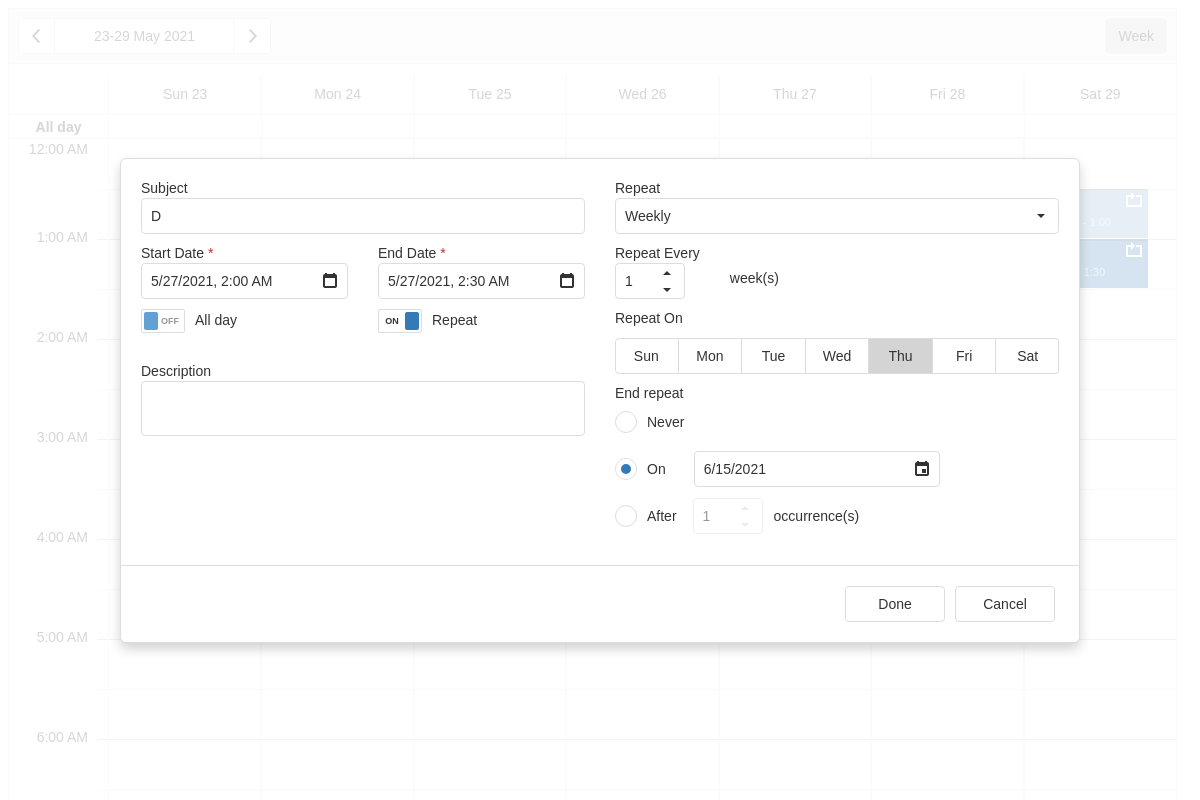 23-29 May 2021
Week
Sun 23
Mon 24
Tue 25
Wed 26
Thu 27
Fri 28
Sat 29
All day
12:00 AM
1:00 AM
2:00 AM
3:00 AM
4:00 AM
5:00 AM
6:00 AM
- 1:00
1:30
Subject
D
Start Date *
End Date *
5/27/2021, 2:00 AM
5/27/2021, 2:30 AM
OFF
All day
ON
Repeat
Description
Repeat
Weekly
Repeat Every
1
week(s)
Repeat On
Sun
Mon
Tue
Wed
Thu
Fri
Sat
End repeat
Never
On
6/15/2021
After
1
occurrence(s)
Done
Cancel